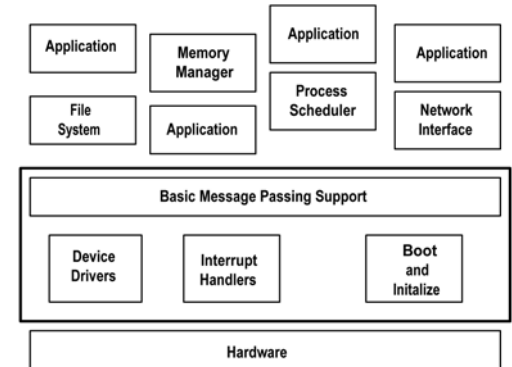 Application
Memory
Manager
Application
Application
File
System
Application
Process
Scheduler
Network
Interface
Basic Message Passing Support
Device
Drivers
Interrupt
Handlers
Boot
and
Initalize
Hardware